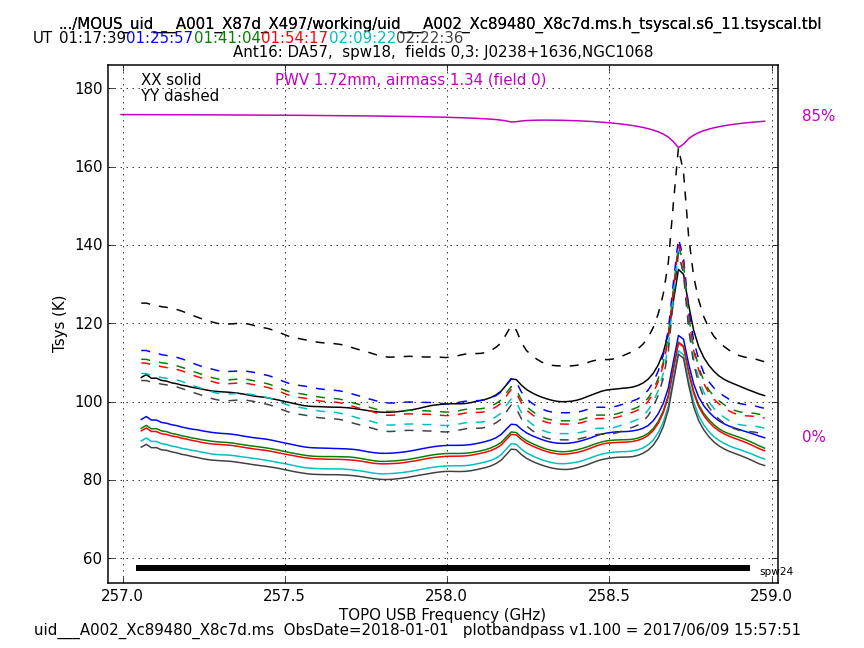 .../MOUS_uid___A001_X87d_X497/working/uid___A002_Xc89480_X8c7d.ms.h_tsyscal.s6_11.tsyscal.tbl
UT 01:17:39 01:25:57 01:41:04 01:54:17 02:09:22 02:22:36
Ant16: DA57, spw18, fields 0,3: J0238+1636,NGC1068
XX solid PWV 1.72mm, airmass 1.34 (field 0)
YY dashed
85%
0%
180
160
140
120
100
80
60
Tsys (K)
spw24
257.0 257.5 258.0 258.5 259.0
TOPO USB Frequency (GHz)
uid___A002_Xc89480_X8c7d.ms ObsDate=2018-01-01 plotbandpass v1.100 = 2017/06/09 15:57:51